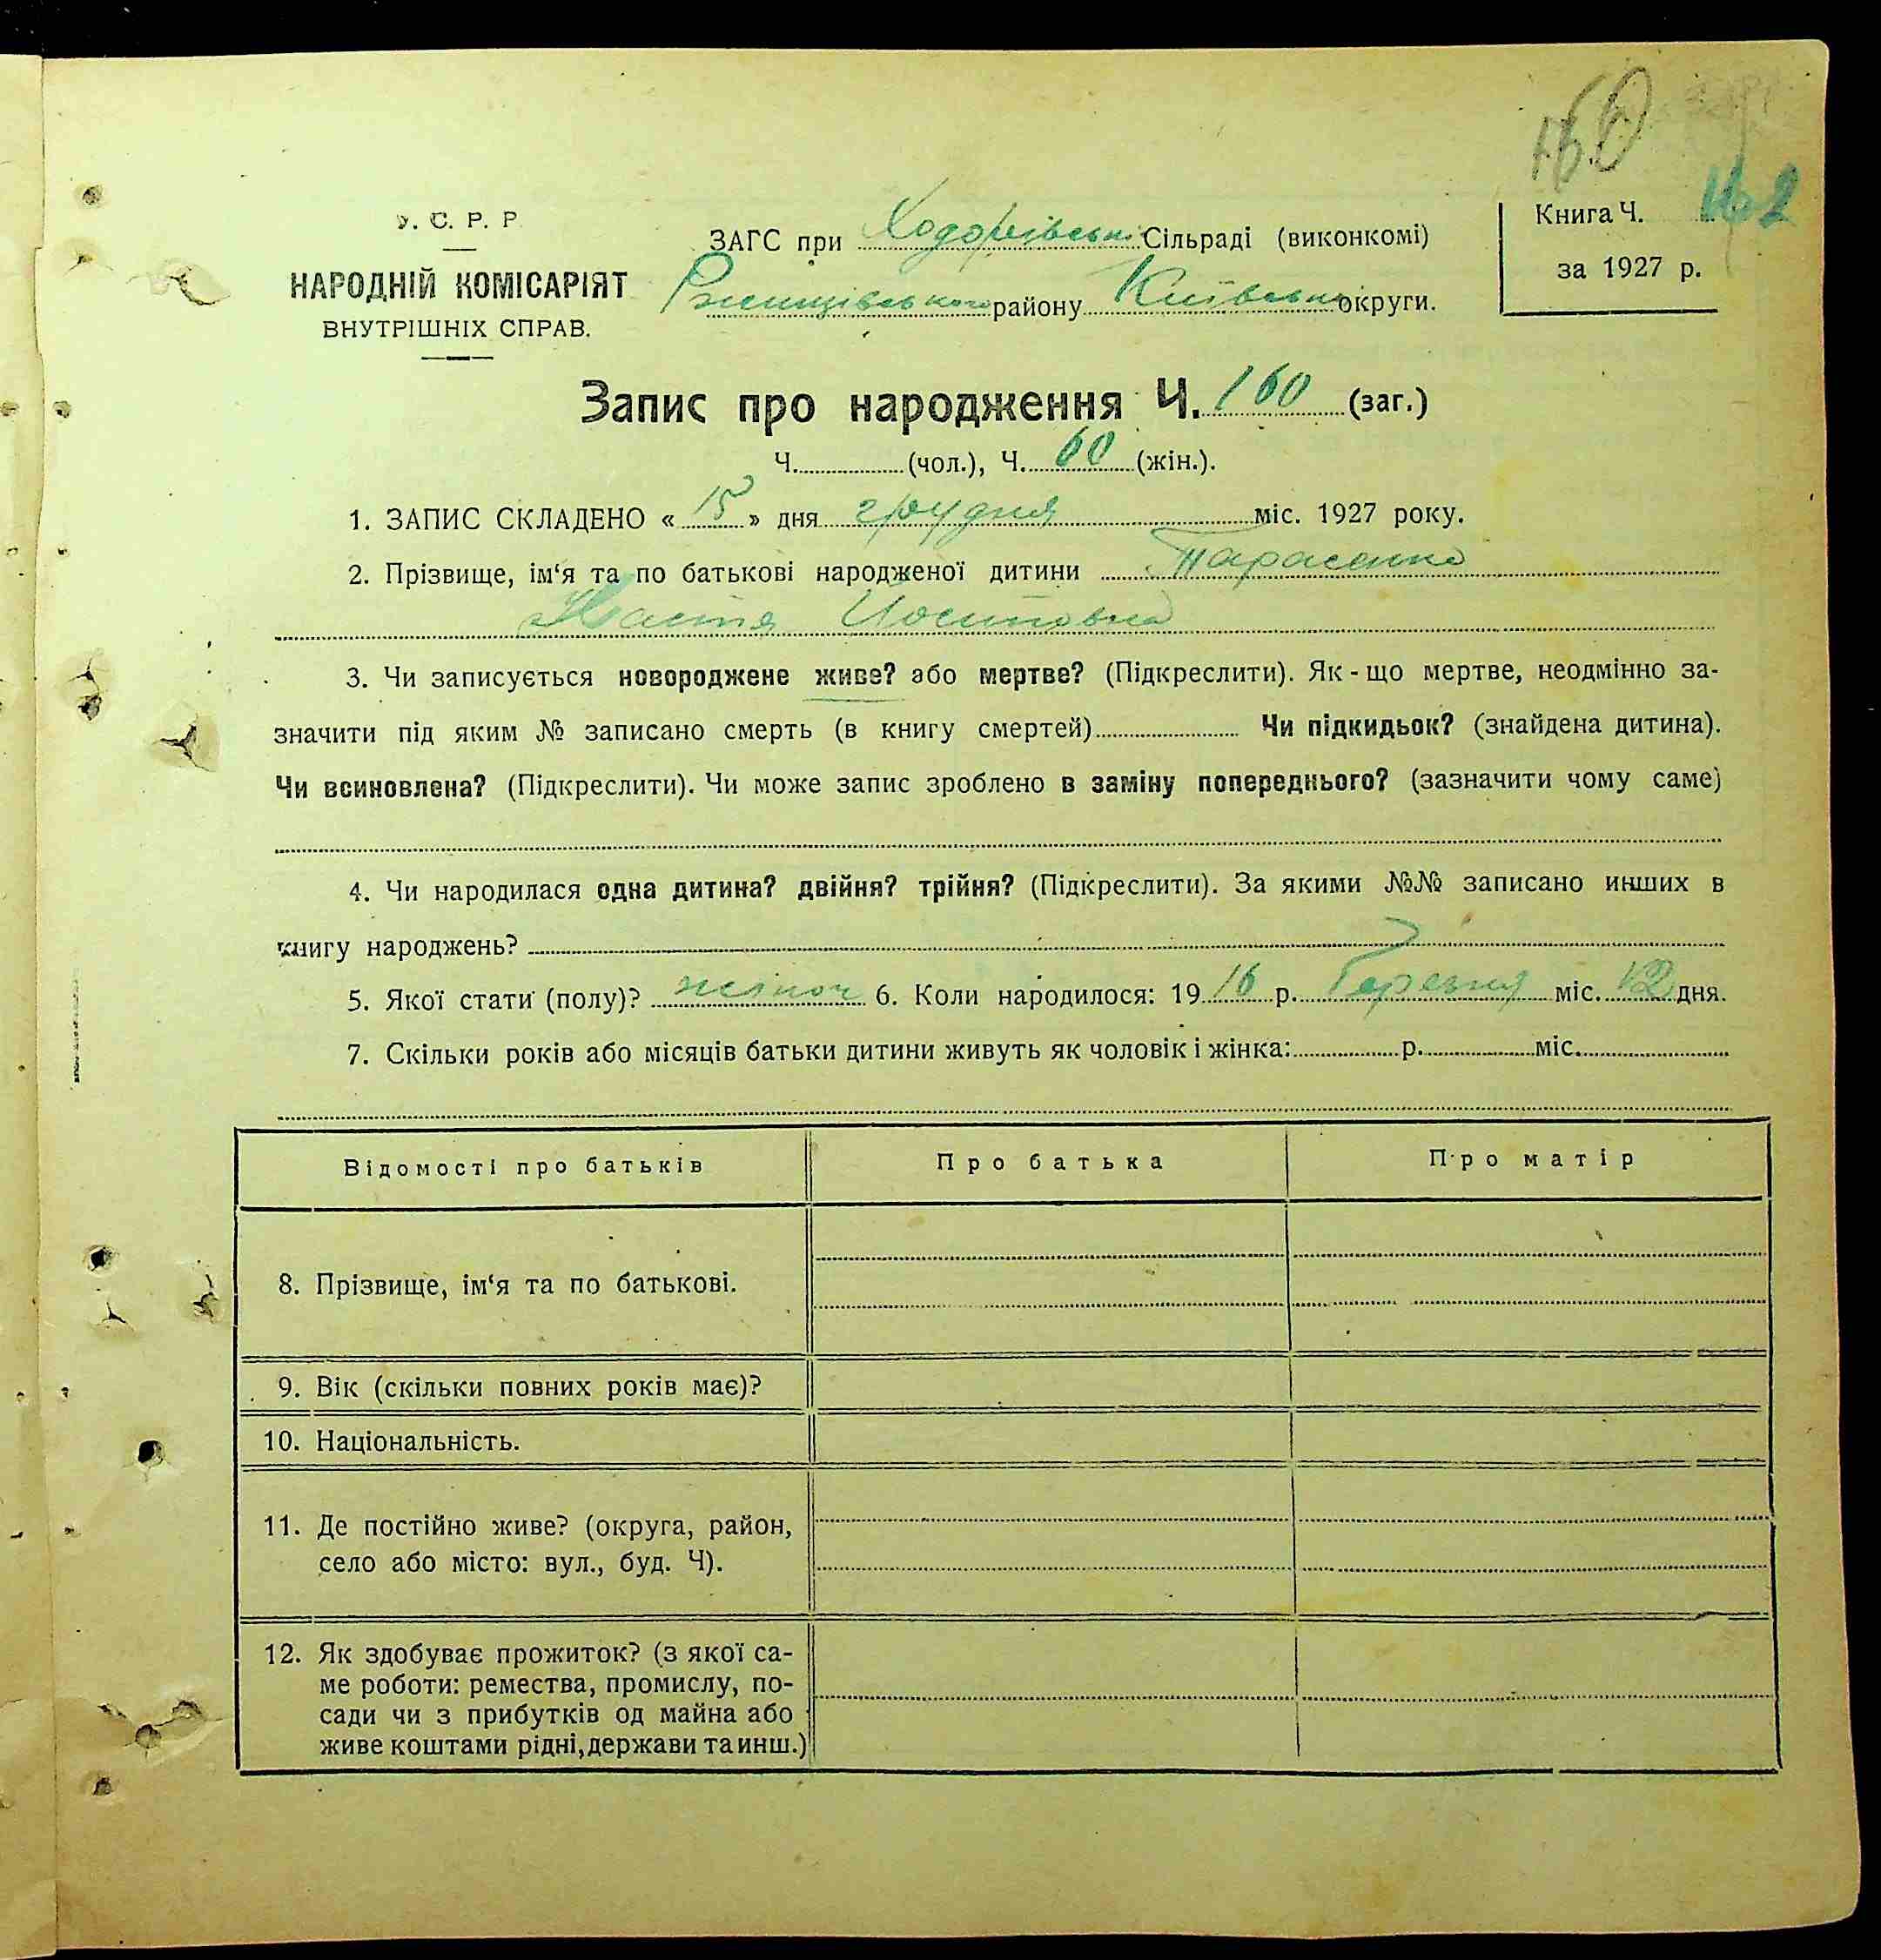 160
У. С. Р. Р.
НАРОДНІЙ КОМІСАРІЯТ
ВНУТРІШНІХ СПРАВ.
ЗАГС при Ходорівські Сільраді (виконкомі)
Ржищівського району Київської округи.
Книга Ч.
за 1927 р.
Запис про народження Ч. 160 (заг.)
Ч. (чол.), Ч. 60 (жін.).
1. ЗАПИС СКЛАДЕНО « 15 » дня грудня міс. 1927 року.
2. Прізвище, ім‘я та по батькові народженої дитини Тарасенко
Настя Йосиповна
3. Чи записується новороджене живе? або мертве? (Підкреслити). Як-що мертве, неодмінно за-
значити під яким № записано смерть (в книгу смертей) Чи підкидьок? (знайдена дитина).
Чи всиновлена? (Підкреслити). Чи може запис зроблено в заміну попереднього? (зазначити чому саме)
4. Чи народилася одна дитина? двійня? трійня? (Підкреслити). За якими №№ записано инших в
книгу народжень?
5. Якої стати (полу)? жіноч 6. Коли народилося: 19 16 р. Березня міс. 12 дня.
7. Скільки років або місяців батьки дитини живуть як чоловік і жінка: р. міс.
Відомості про батьків Про батька Про матір
8. Прізвище, ім‘я та по батькові.
9. Вік (скільки повних років має)?
10. Національність.
11. Де постійно живе? (округа, район,
село або місто: вул., буд. Ч).
12. Як здобуває прожиток? (з якої са-
ме роботи: ремества, промислу, по-
сади чи з прибутків од майна або
живе коштами рідні, держави та инш.)